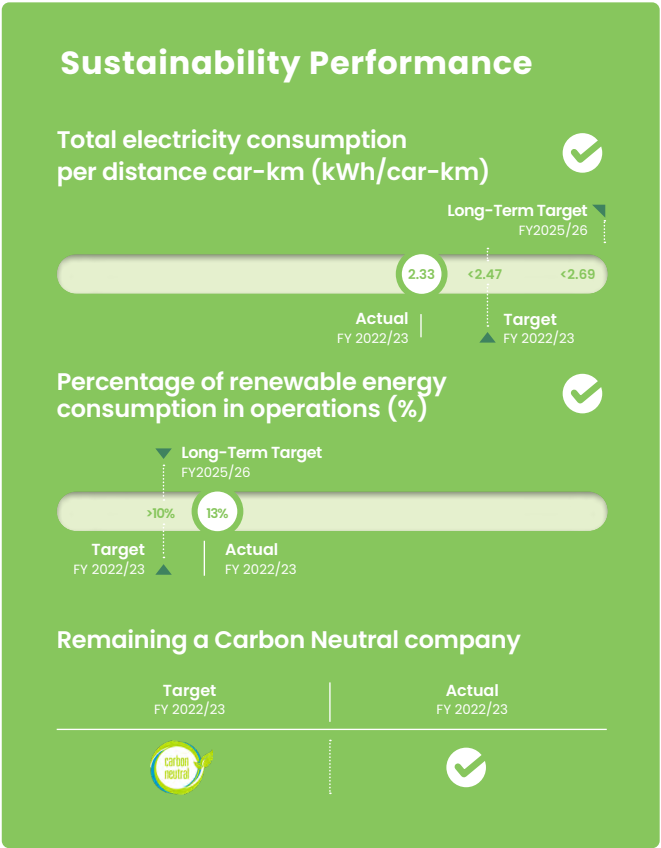 Sustainability Performance
Total electricity consumption
per distance car-km (kWh/car-km)
Long-Term Target
FY2025/26
2.33
<2.47
<2.69
Actual
FY 2022/23
Target
FY 2022/23
Percentage of renewable energy
consumption in operations (%)
Long-Term Target
FY2025/26
>10%
13%
Target
FY 2022/23
Actual
FY 2022/23
Remaining a Carbon Neutral company
Target
FY 2022/23
Actual
FY 2022/23
carbon
neutral